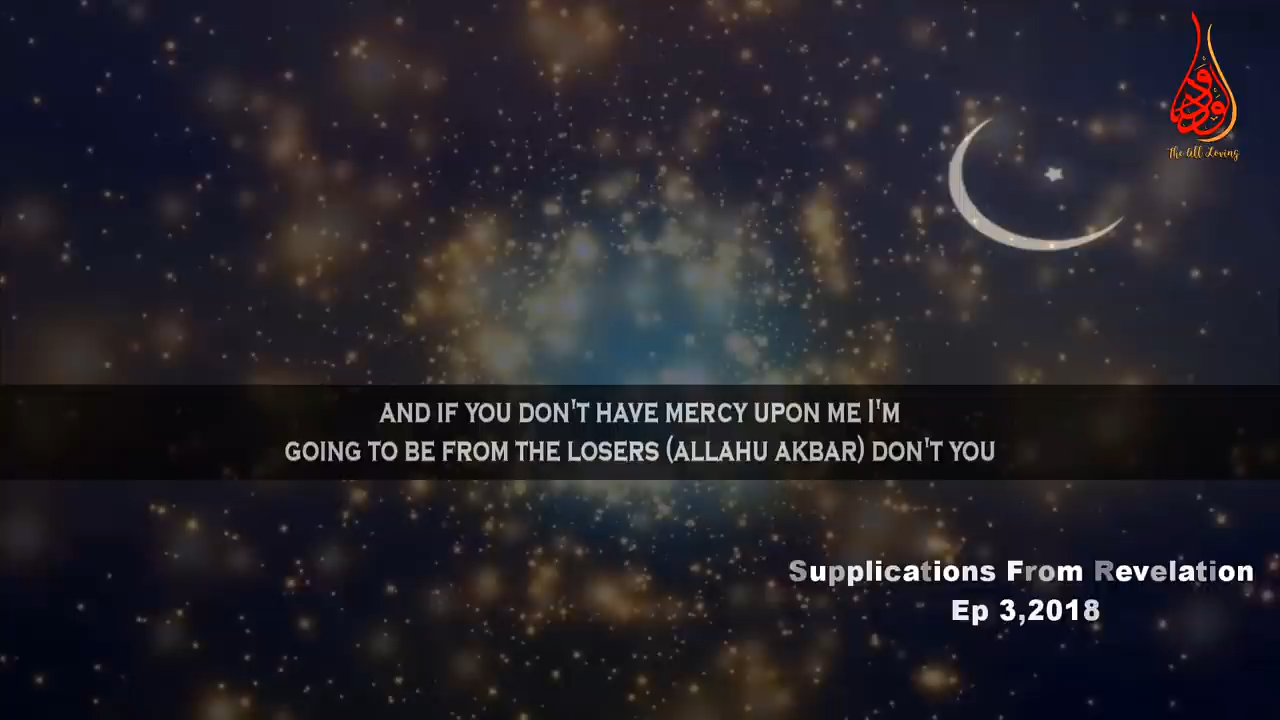 الودود
The All Loving
AND IF YOU DON'T HAVE MERCY UPON ME I'M
GOING TO BE FROM THE LOSERS (ALLAHU AKBAR) DON'T YOU
Supplications From Revelation
Ep 3,2018